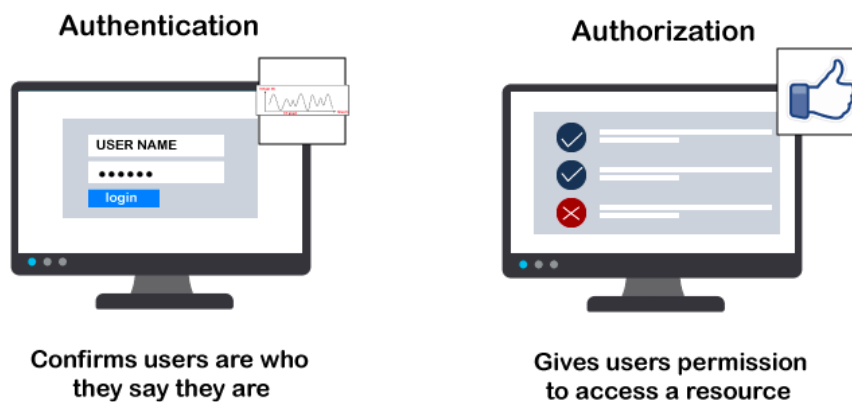 Authentication
Authorization
USER NAME
login
Confirms users are who
they say they are
Gives users permission
to access a resource